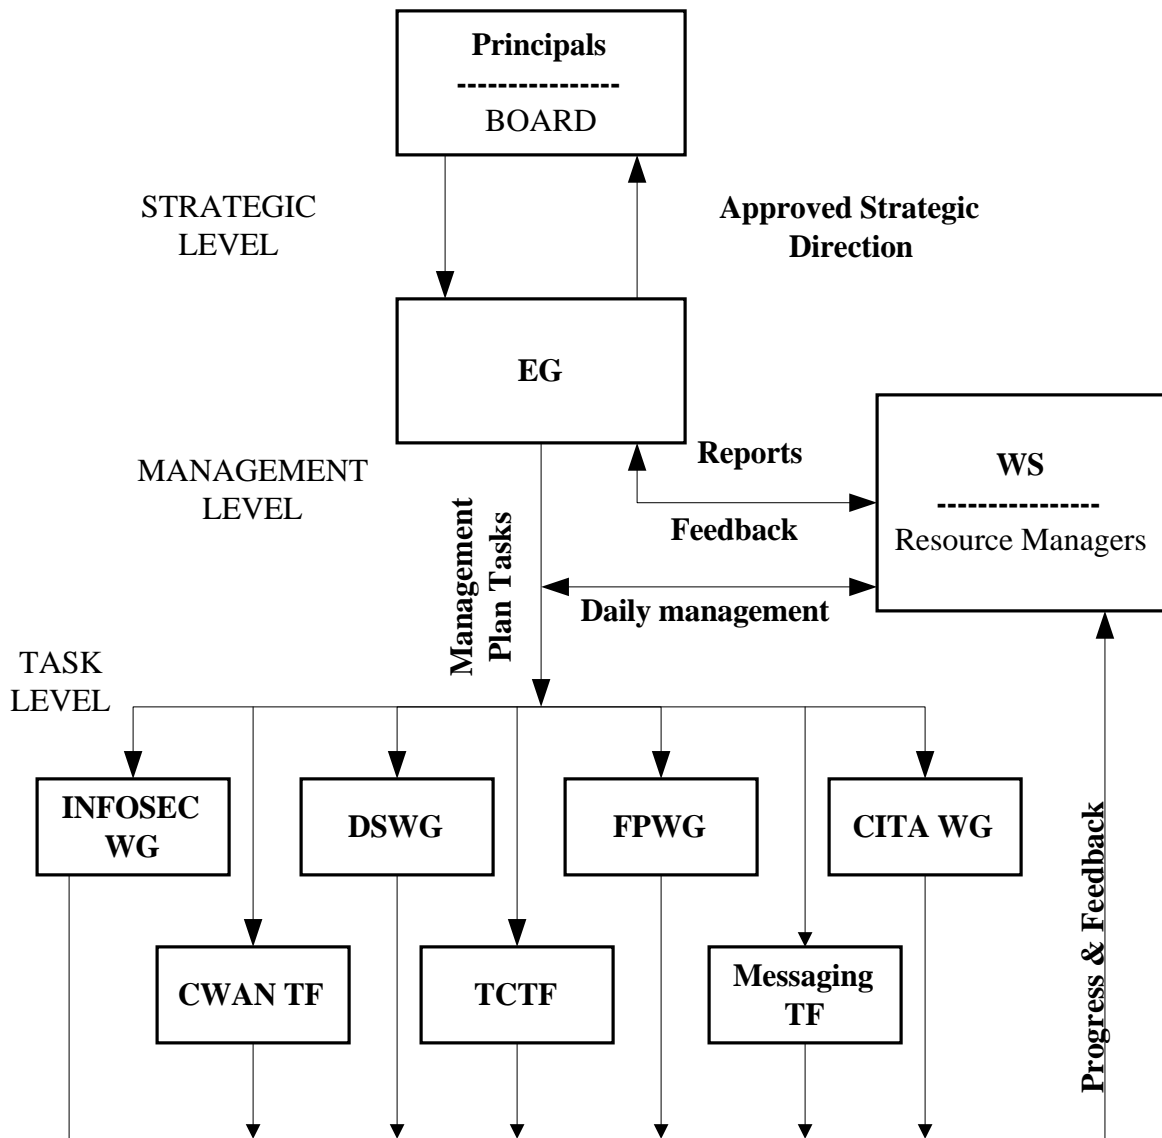 Principals
----------------
BOARD
STRATEGIC
LEVEL
Approved Strategic
Direction
EG
MANAGEMENT
LEVEL
Reports
Feedback
WS
----------------
Resource Managers
Management
Plan Tasks
Daily management
TASK
LEVEL
INFOSEC
WG
DSWG
FPWG
CITA WG
CWAN TF
TCTF
Messaging
TF
Progress & Feedback